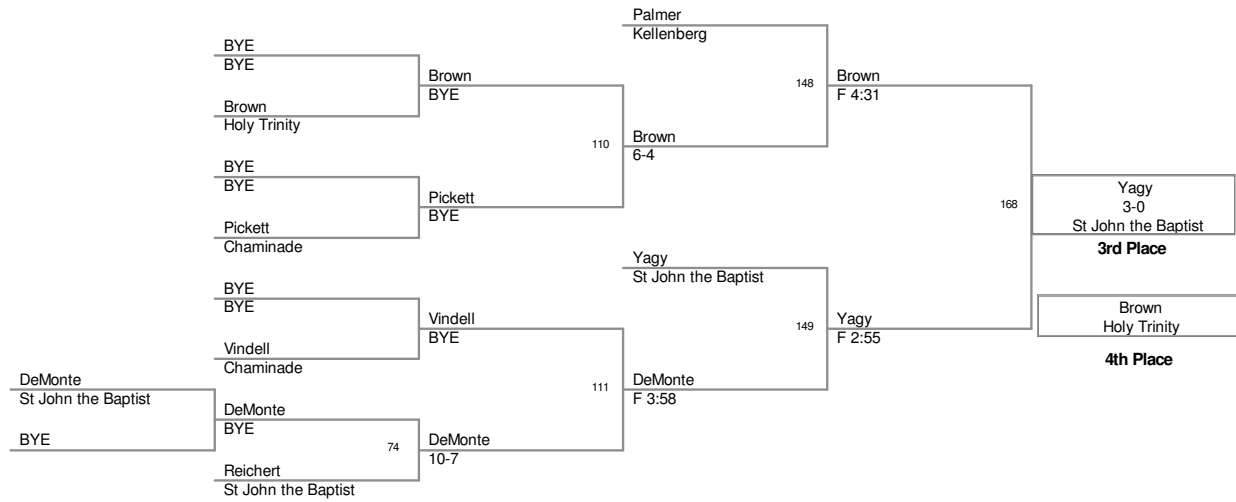 Palmer
Kellenberg
BYE
BYE
Brown
BYE
148
Brown
F 4:31
Brown
Holy Trinity
110
Brown
6-4
BYE
BYE
Pickett
BYE
Yagy
3-0
St John the Baptist
168
Pickett
Chaminade
3rd Place
Yagy
St John the Baptist
BYE
BYE
Brown
Holy Trinity
Vindell
BYE
149
Yagy
F 2:55
Vindell
Chaminade
4th Place
DeMonte
St John the Baptist
111
DeMonte
F 3:58
DeMonte
BYE
BYE
74
DeMonte
10-7
Reichert
St John the Baptist